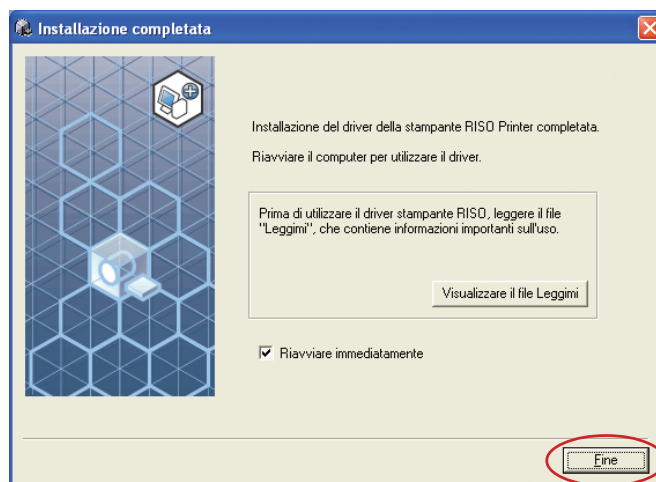 Installazione completata
Installazione del driver della stampante RISO Printer completata.
Riavviare il computer per utilizzare il driver.
Prima di utilizzare il driver stampante RISO, leggere il file
"Leggimi", che contiene informazioni importanti sull'uso.
Visualizzare il file Leggimi
Riavviare immediatamente
Fine